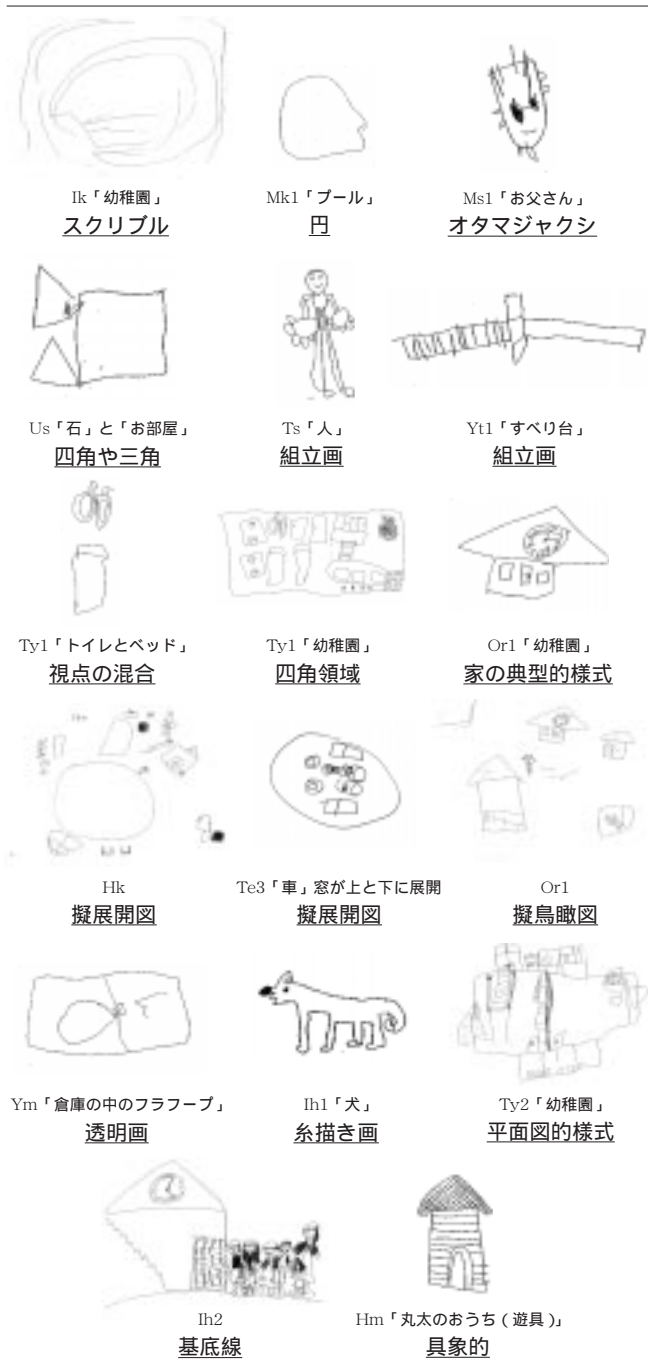 Ik「幼稚園」 Mk1「プール」 Ms1「お父さん」
スクリブル 円 オタマジャクシ
Us「石」と「お部屋」 Ts「人」 Yt1「すべり台」
四角や三角 組立画 組立画
Ty1「トイレとベッド」 Ty1「幼稚園」 Or1「幼稚園」
視点の混合 四角領域 家の典型的様式
Hk Te3「車」窓が上と下に展開 Or1
擬展開図 擬展開図 擬鳥瞰図
Ym「倉庫の中のフラフープ」 Ih1「犬」 Ty2「幼稚園」
透明画 糸描き画 平面図的様式
Ih2 Hm「丸太のおうち(遊具)」
基底線 具象的